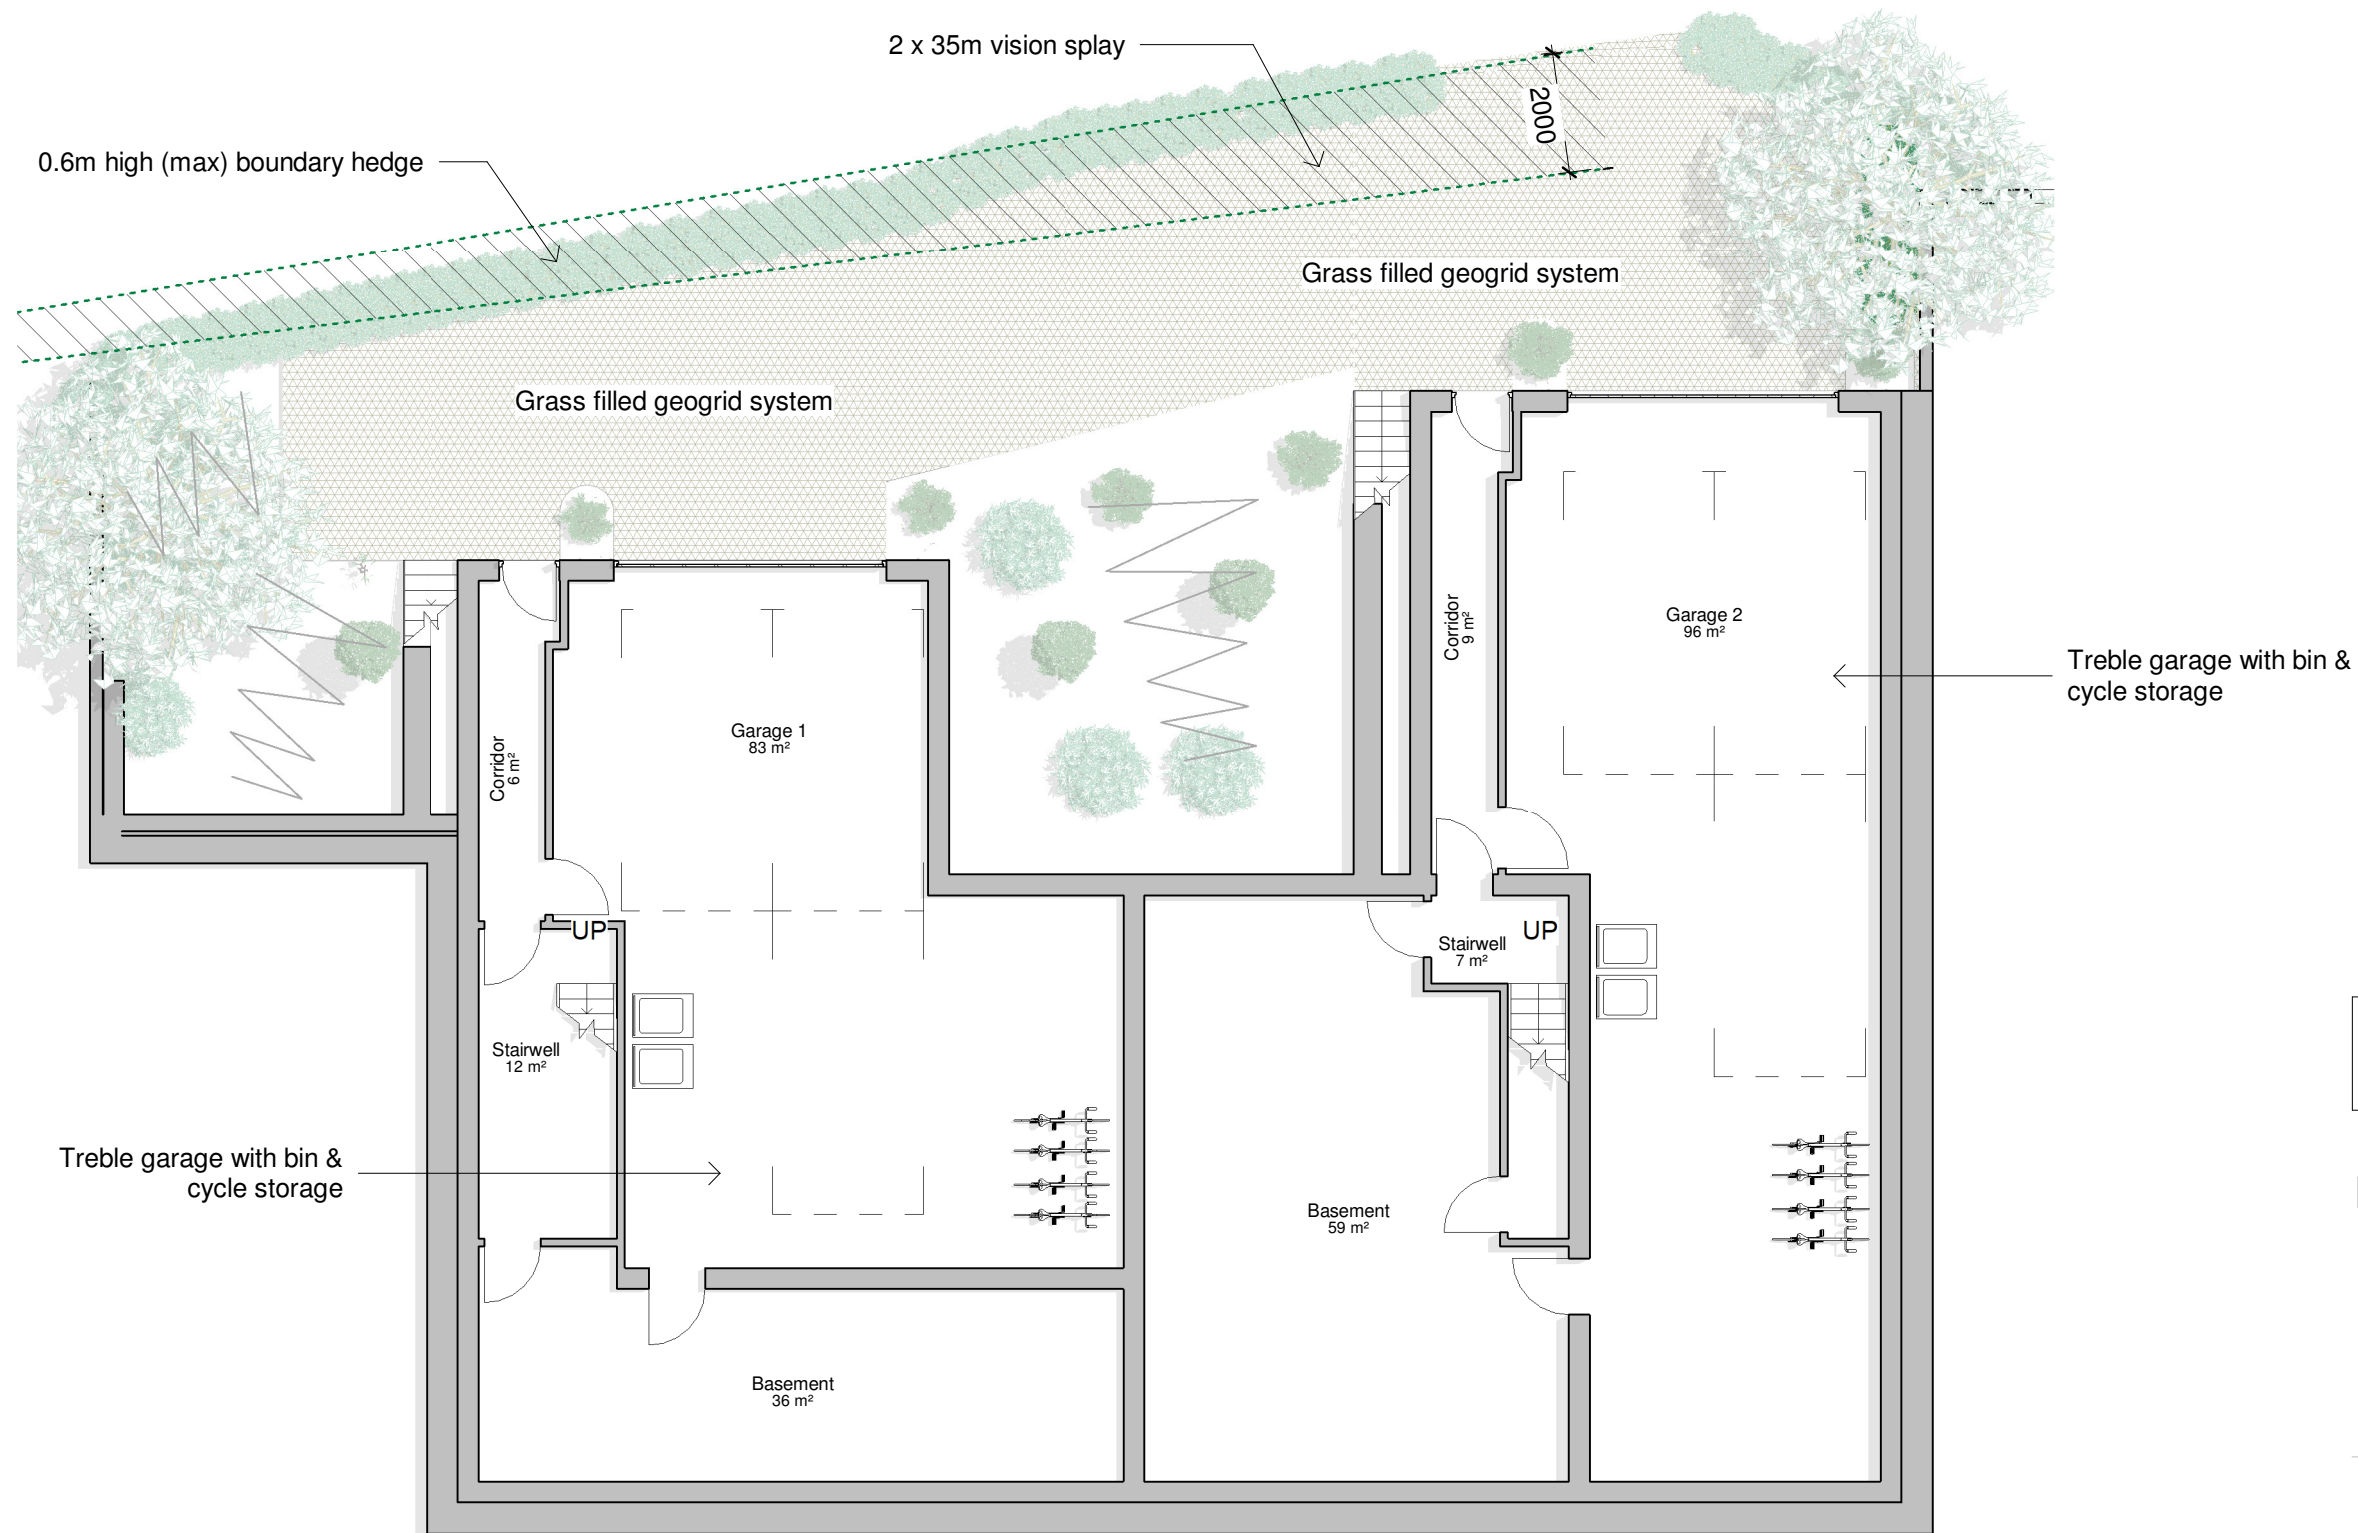 2 x 35m vision splay
2000
0.6m high (max) boundary hedge
Grass filled geogrid system
Grass filled geogrid system
Corridor
9 m²
Garage 2
96 m²
Treble garage with bin &
cycle storage
Garage 1
83 m²
Corridor
6 m²
UP
UP
Stairwell
7 m²
Stairwell
12 m²
Treble garage with bin &
cycle storage
Basement
59 m²
Basement
36 m²